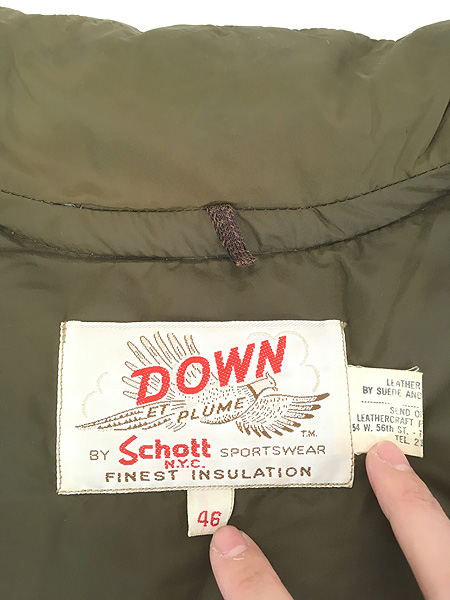 DOWN
ET PLUME
T.M.
BY Schott SPORTSWEAR
N.Y.C.
FINEST INSULATION
46
LEATHER
BY SUEDE AND
SEND
LEATHERCRAFT
54 W. 56th ST.
TEL.